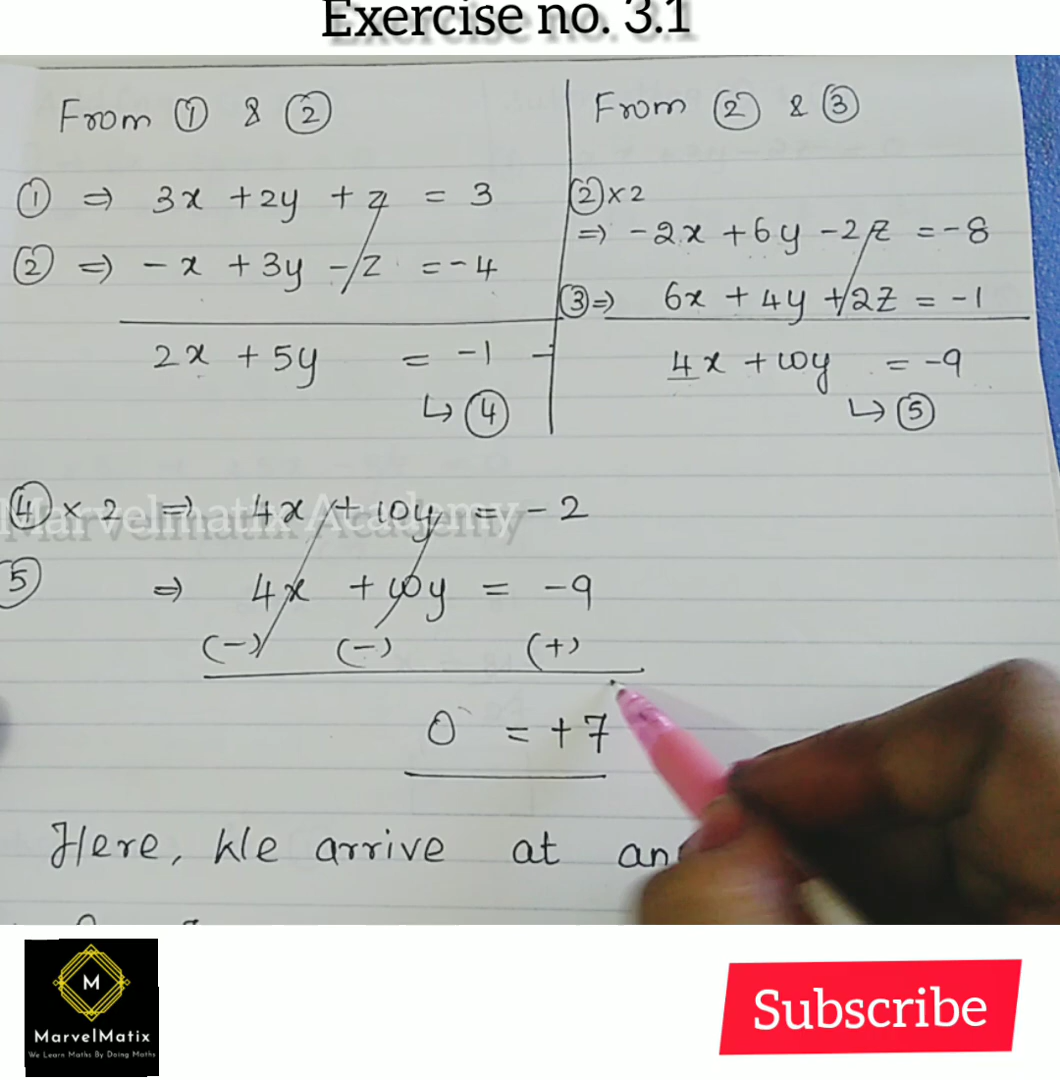 Exercise no. 3.1
From ① & ②
① ⇒ 3x + 2y + z = 3
② ⇒ -x + 3y - z = -4
2x + 5y = -1
↳ ④
From ② & ③
② × 2
⇒ -2x + 6y - 2z = -8
③ ⇒ 6x + 4y + 2z = -1
4x + 10y = -9
↳ ⑤
④ × 2 ⇒ 4x + 10y = -2
Marvelmatix Academy
⑤ ⇒ 4x + 10y = -9
(-) (-) (+)
0 = +7
Here, We arrive at an
M
MarvelMatix
We Learn Maths By Doing Maths
Subscribe